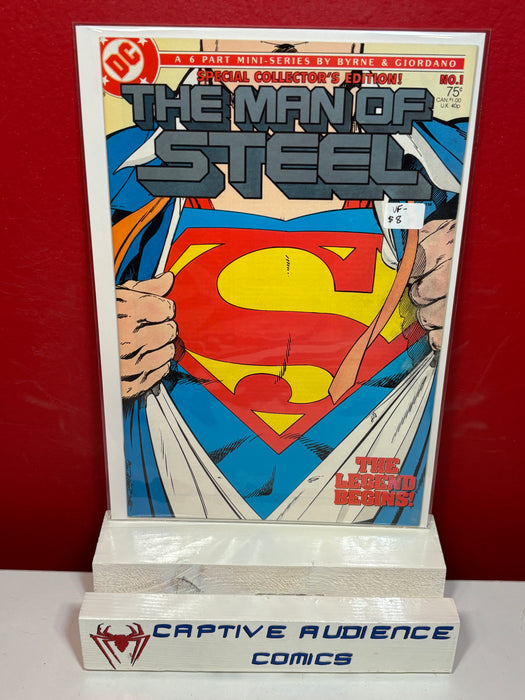 DC
A 6 PART MINI-SERIES BY BYRNE & GIORDANO
SPECIAL COLLECTOR'S EDITION!
NO.1
75¢
CAN. $1.00
U.K. 40p
THE MAN OF
STEEL
TM
VF-
$8
S
THE
LEGEND
BEGINS!
CAPTIVE AUDIENCE
COMICS